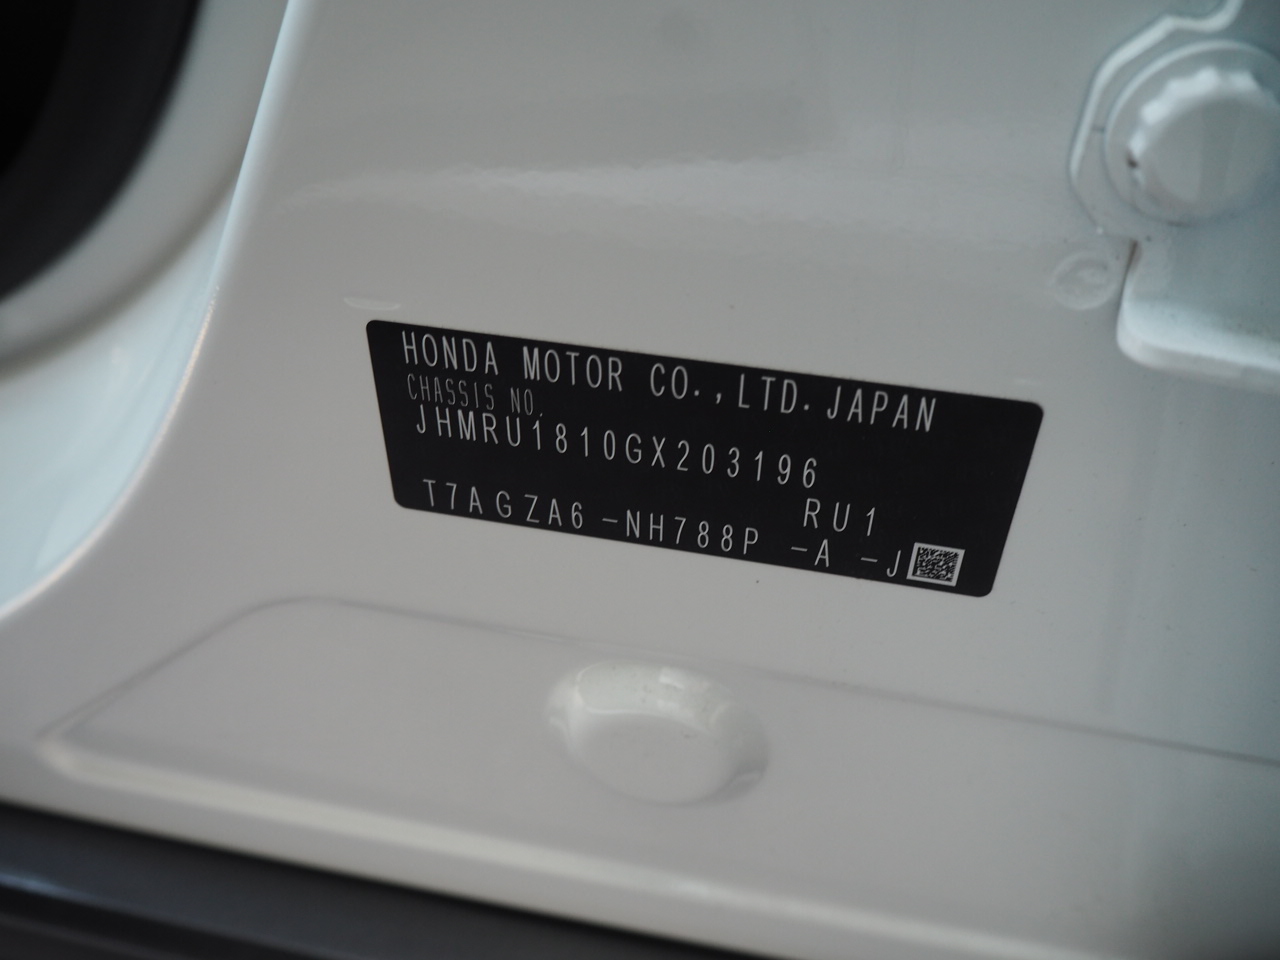 HONDA MOTOR CO.,LTD. JAPAN
CHASSIS NO.
JHMRU1810GX203196
RU1
T7AGZA6 -NH788P -A -J